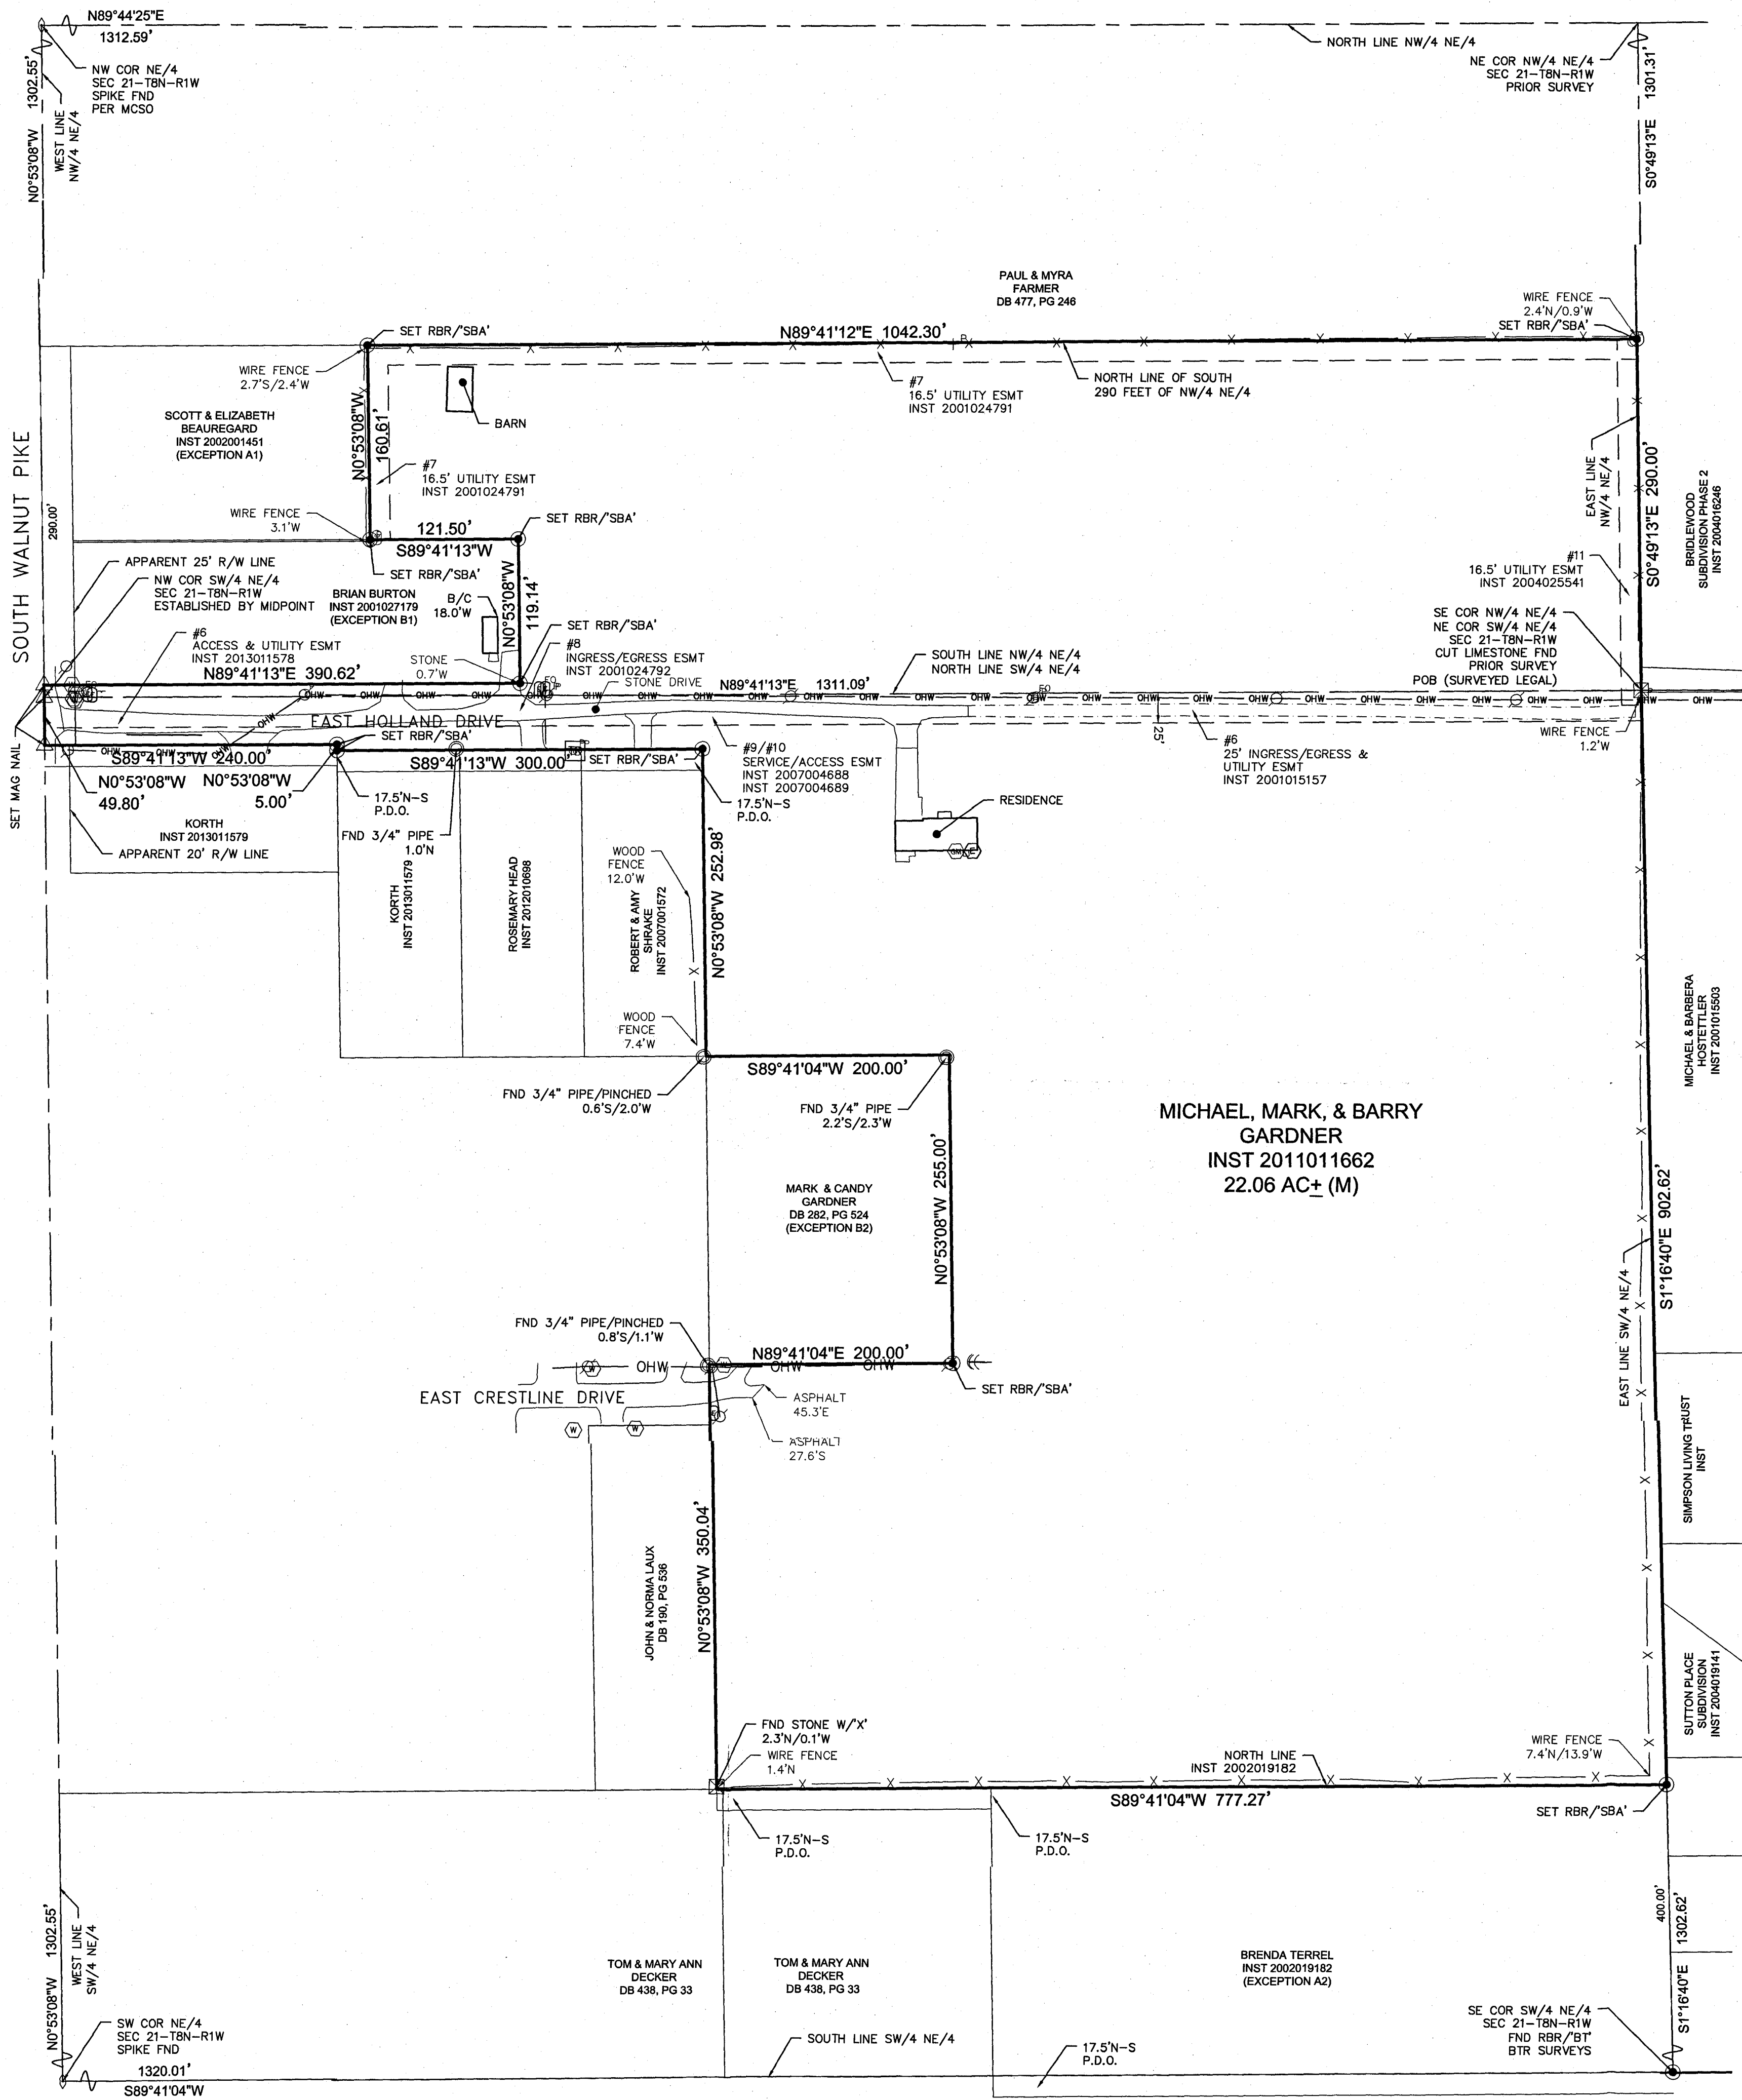 N89°44'25"E
1312.59'
NORTH LINE NW/4 NE/4
NE COR NW/4 NE/4
SEC 21-T8N-R1W
PRIOR SURVEY
NW COR NE/4
SEC 21-T8N-R1W
SPIKE FND
PER MCSO
N0°53'08"W 1302.55'
WEST LINE
NW/4 NE/4
S0°49'13"E 1301.31'
PAUL & MYRA
FARMER
DB 477, PG 246
WIRE FENCE
2.4'N/0.9'W
SET RBR/'SBA'
SET RBR/'SBA'
N89°41'12"E 1042.30'
WIRE FENCE
2.7'S/2.4'W
#7
16.5' UTILITY ESMT
INST 2001024791
NORTH LINE OF SOUTH
290 FEET OF NW/4 NE/4
SCOTT & ELIZABETH
BEAUREGARD
INST 2002001451
(EXCEPTION A1)
N0°53'08"W
160.61'
BARN
#7
16.5' UTILITY ESMT
INST 2001024791
SOUTH WALNUT PIKE
290.00'
WIRE FENCE
3.1'W
121.50'
S89°41'13"W
SET RBR/'SBA'
EAST LINE
NW/4 NE/4
S0°49'13"E 290.00'
BRIDLEWOOD
SUBDIVISION PHASE 2
INST 2004016246
#11
16.5' UTILITY ESMT
INST 2004025541
APPARENT 25' R/W LINE
NW COR SW/4 NE/4
SEC 21-T8N-R1W
ESTABLISHED BY MIDPOINT
SET RBR/'SBA'
BRIAN BURTON
INST 2001027179
(EXCEPTION B1)
B/C
18.0'W
N0°53'08"W
119.14'
SET RBR/'SBA'
SE COR NW/4 NE/4
NE COR SW/4 NE/4
SEC 21-T8N-R1W
CUT LIMESTONE FND
PRIOR SURVEY
POB (SURVEYED LEGAL)
#6
ACCESS & UTILITY ESMT
INST 2013011578
#8
INGRESS/EGRESS ESMT
INST 2001024792
STONE
0.7'W
STONE DRIVE
SOUTH LINE NW/4 NE/4
NORTH LINE SW/4 NE/4
N89°41'13"E 390.62'
N89°41'13"E 1311.09'
OHW OHW OHW OHW OHW OHW OHW OHW OHW OHW OHW OHW OHW OHW OHW OHW
EAST HOLLAND DRIVE
SET RBR/'SBA'
OHW
OHW OHW
S89°41'13"W 240.00'
S89°41'13"W 300.00'
SET RBR/'SBA'
SET MAG NAIL
N0°53'08"W
49.80'
N0°53'08"W
5.00'
17.5'N-S
P.D.O.
#9/#10
SERVICE/ACCESS ESMT
INST 2007004688
INST 2007004689
17.5'N-S
P.D.O.
25'
#6
25' INGRESS/EGRESS &
UTILITY ESMT
INST 2001015157
WIRE FENCE
1.2'W
RESIDENCE
GM
E
KORTH
INST 2013011579
APPARENT 20' R/W LINE
FND 3/4" PIPE
1.0'N
KORTH
INST 2013011579
ROSEMARY HEAD
INST 2012010698
WOOD
FENCE
12.0'W
ROBERT & AMY
SHRAKE
INST 2007001572
N0°53'08"W 252.98'
WOOD
FENCE
7.4'W
S89°41'04"W 200.00'
FND 3/4" PIPE/PINCHED
0.6'S/2.0'W
FND 3/4" PIPE
2.2'S/2.3'W
MICHAEL, MARK, & BARRY
GARDNER
INST 2011011662
22.06 AC± (M)
MICHAEL & BARBERA
HOSTETTLER
INST 2001015503
MARK & CANDY
GARDNER
DB 282, PG 524
(EXCEPTION B2)
N0°53'08"W 255.00'
S1°16'40"E 902.62'
EAST LINE SW/4 NE/4
FND 3/4" PIPE/PINCHED
0.8'S/1.1'W
N89°41'04"E 200.00'
W
OHW
W
OHW
OHW
SET RBR/'SBA'
EAST CRESTLINE DRIVE
ASPHALT
45.3'E
W
W
ASPHALT
27.6'S
SIMPSON LIVING TRUST
INST
JOHN & NORMA LAUX
DB 190, PG 536
N0°53'08"W 350.04'
SUTTON PLACE
SUBDIVISION
INST 2004019141
FND STONE W/'X'
2.3'N/0.1'W
WIRE FENCE
1.4'N
NORTH LINE
INST 2002019182
WIRE FENCE
7.4'N/13.9'W
S89°41'04"W 777.27'
SET RBR/'SBA'
17.5'N-S
P.D.O.
17.5'N-S
P.D.O.
400.00'
S1°16'40"E 1302.62'
N0°53'08"W 1302.55'
WEST LINE
SW/4 NE/4
TOM & MARY ANN
DECKER
DB 438, PG 33
TOM & MARY ANN
DECKER
DB 438, PG 33
BRENDA TERREL
INST 2002019182
(EXCEPTION A2)
SW COR NE/4
SEC 21-T8N-R1W
SPIKE FND
SOUTH LINE SW/4 NE/4
17.5'N-S
P.D.O.
SE COR SW/4 NE/4
SEC 21-T8N-R1W
FND RBR/'BT'
BTR SURVEYS
1320.01'
S89°41'04"W